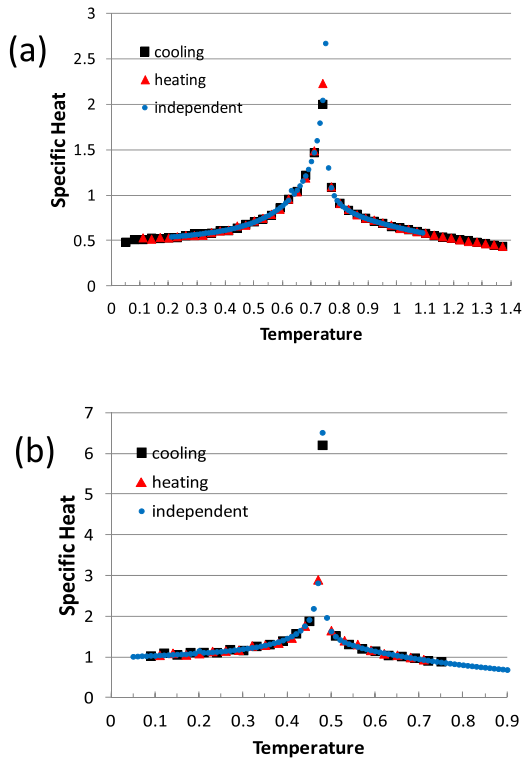 (a)
3
2.5
2
1.5
1
0.5
0
Specific Heat
cooling
heating
independent
0 0.1 0.2 0.3 0.4 0.5 0.6 0.7 0.8 0.9 1 1.1 1.2 1.3 1.4
Temperature
(b)
7
6
5
4
3
2
1
0
Specific Heat
cooling
heating
independent
0 0.1 0.2 0.3 0.4 0.5 0.6 0.7 0.8 0.9
Temperature